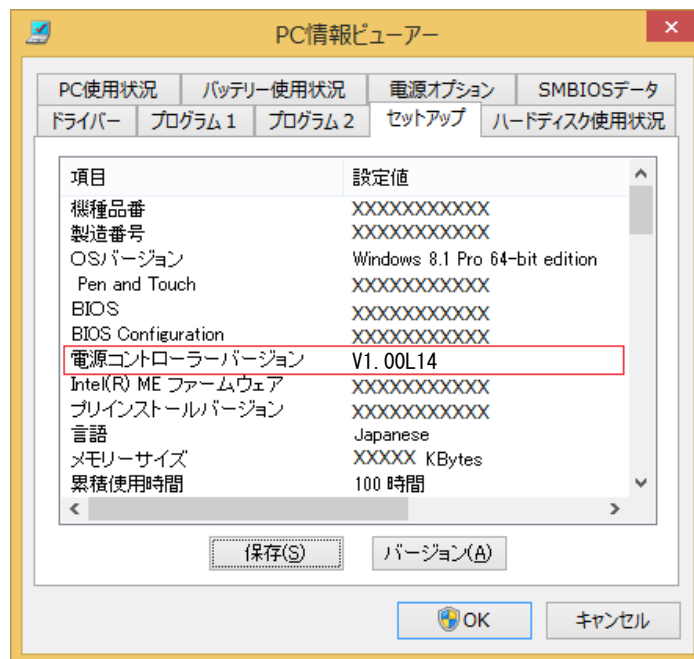 PC情報ビューアー
PC使用状況 バッテリー使用状況 電源オプション SMBIOSデータ
ドライバー プログラム1 プログラム2 セットアップ ハードディスク使用状況
項目 設定値
機種品番 XXXXXXXXXXX
製造番号 XXXXXXXXXXX
OSバージョン Windows 8.1 Pro 64-bit edition
Pen and Touch XXXXXXXXXXX
BIOS XXXXXXXXXXX
BIOS Configuration XXXXXXXXXXX
電源コントローラーバージョン V1.00L14
Intel(R) ME ファームウェア XXXXXXXXXXX
プリインストールバージョン XXXXXXXXXXX
言語 Japanese
メモリーサイズ XXXXX KBytes
累積使用時間 100 時間
保存(S) バージョン(A)
OK キャンセル